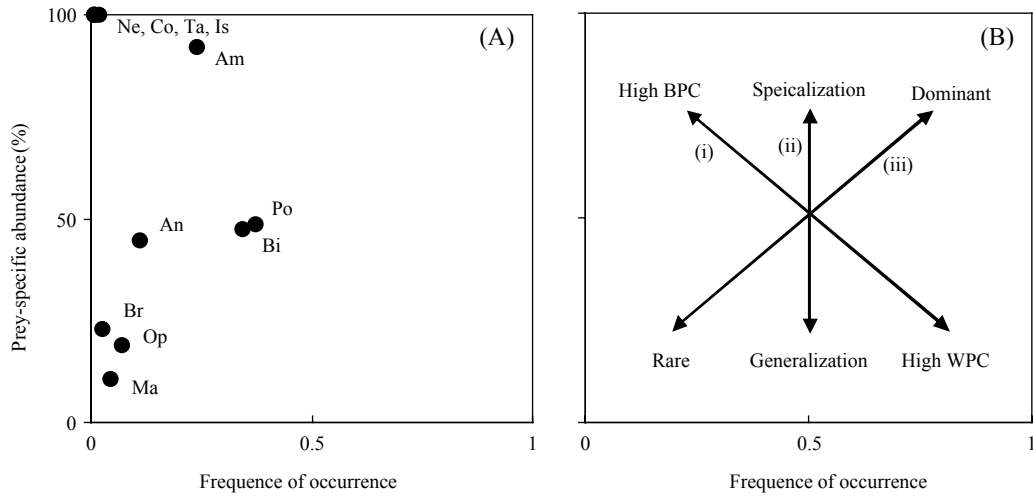 100
Ne, Co, Ta, Is
(A)
Am
50
An
Po
Bi
Br
Op
Ma
0
0
0.5
1
Prey-specific abundance (%)
Frequence of occurrence
(B)
High BPC
Speicalization
Dominant
(i)
(ii)
(iii)
Rare
Generalization
High WPC
0
0.5
1
Frequence of occurrence